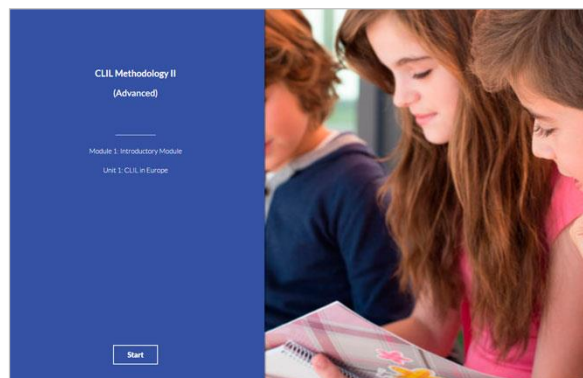 CLIL Methodology II
(Advanced)
Module 1: Introductory Module
Unit 1: CLIL in Europe
Start